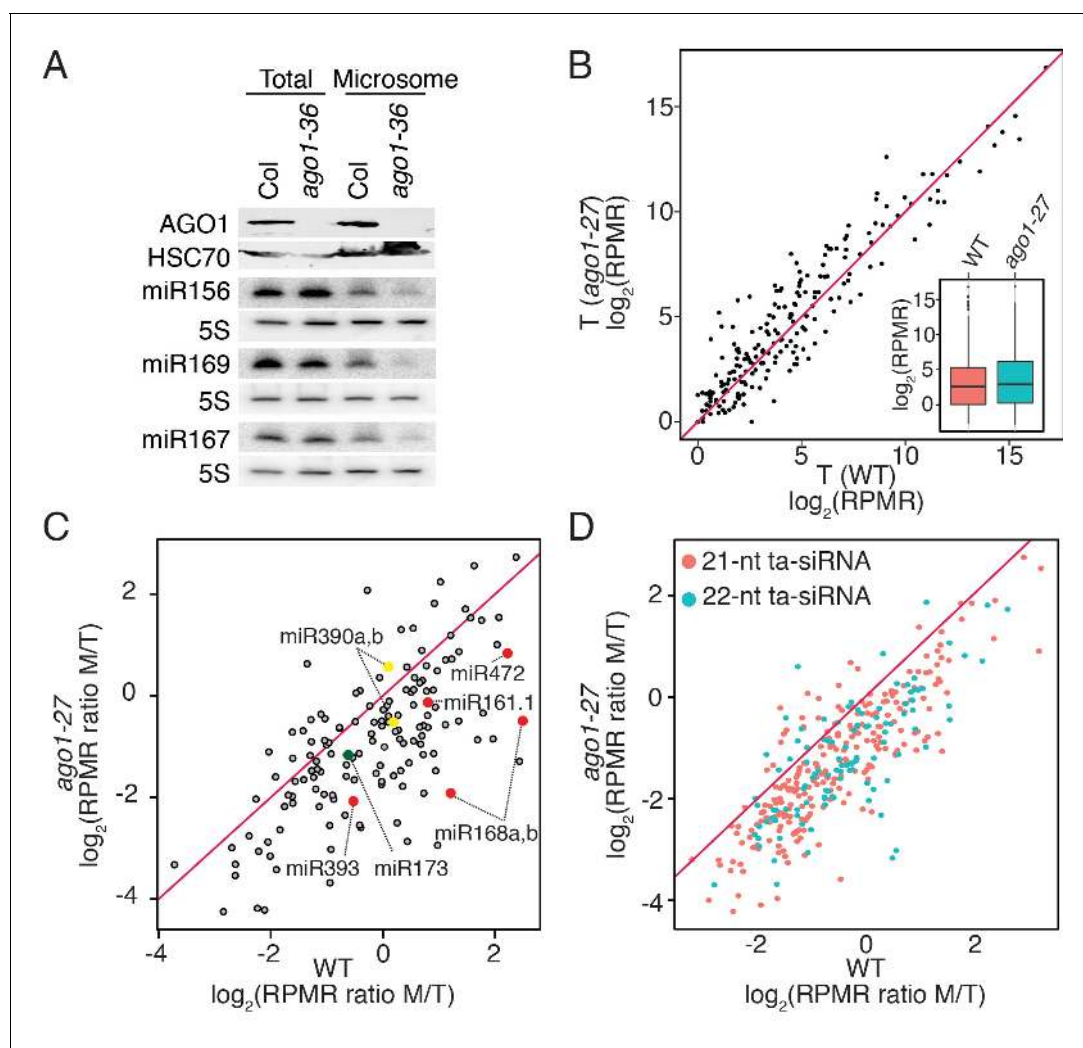 A
Total Microsome
Col ago1-36 Col ago1-36
AGO1
HSC70
miR156
5S
miR169
5S
miR167
5S
B
T (ago1-27)
log2(RPMR)
15
10
5
0
0 5 10 15
T (WT)
log2(RPMR)
WT ago1-27
log2(RPMR)
15
10
5
0
C
ago1-27
log2(RPMR ratio M/T)
2
0
-2
-4
miR390a,b
miR472
miR161.1
miR168a,b
miR393 miR173
-4 -2 0 2
WT
log2(RPMR ratio M/T)
D
21-nt ta-siRNA
22-nt ta-siRNA
ago1-27
log2(RPMR ratio M/T)
2
0
-2
-4
-2 0 2
WT
log2(RPMR ratio M/T)